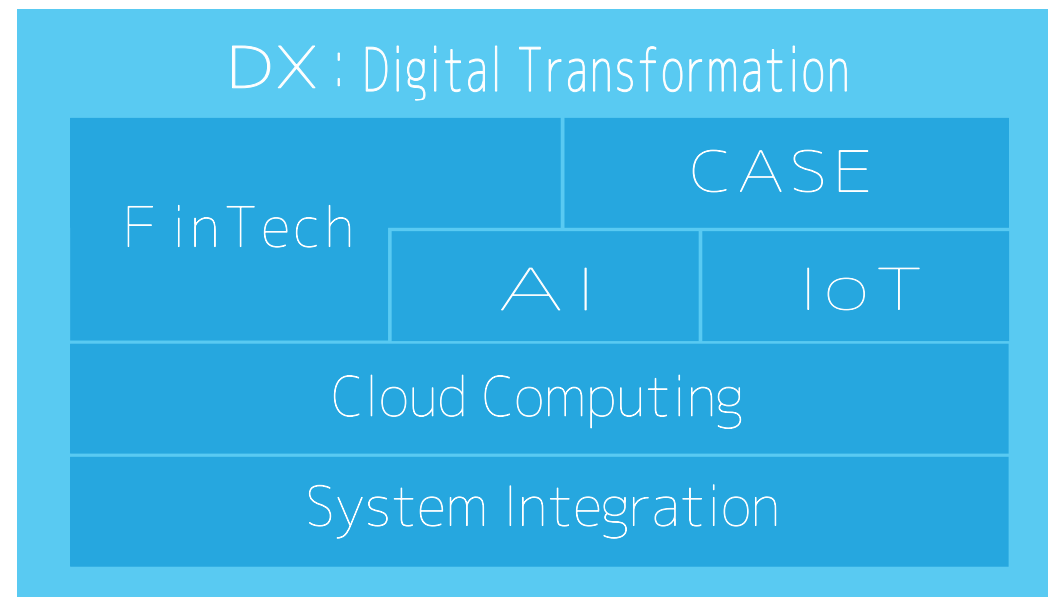 DX : Digital Transformation
CASE
FinTech
AI
IoT
Cloud Computing
System Integration